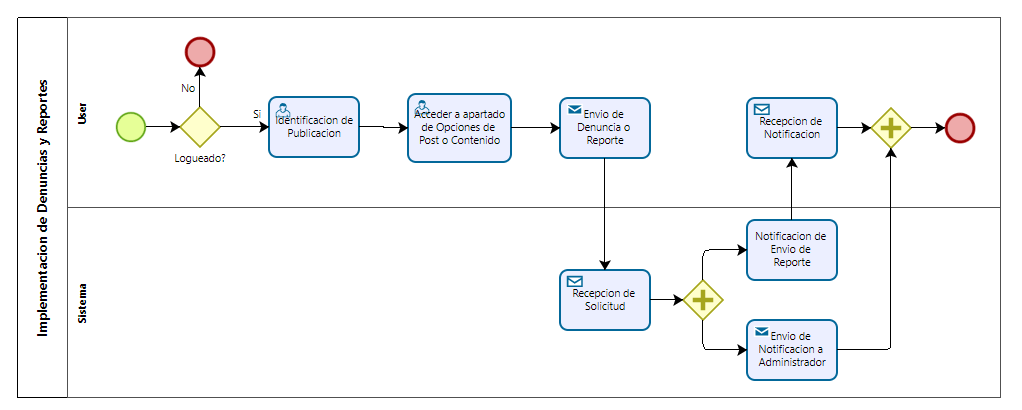 Implementacion de Denuncias y Reportes
User
No
Si
Logueado?
Identificacion de
Publicacion
Acceder a apartado
de Opciones de
Post o Contenido
Envio de
Denuncia o
Reporte
Recepcion de
Notificacion
Sistema
Recepcion de
Solicitud
Notificacion de
Envio de
Reporte
Envio de
Notificacion a
Administrador